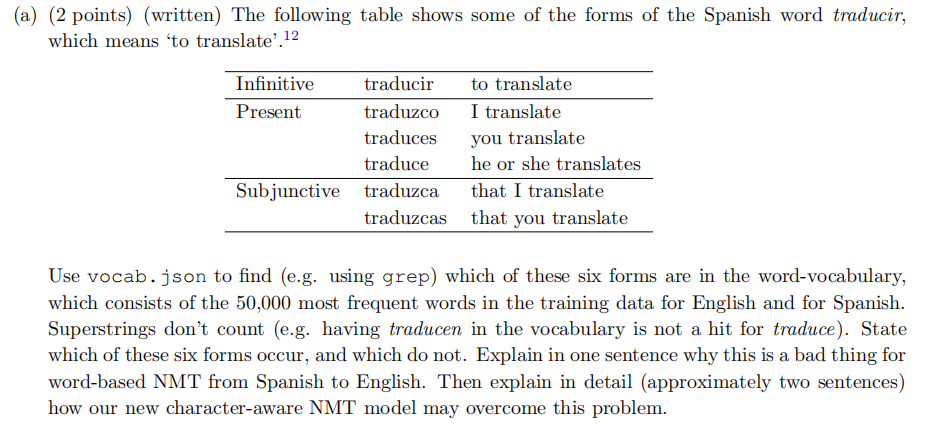 (a) (2 points) (written) The following table shows some of the forms of the Spanish word traducir,
which means ‘to translate’.12
Infinitive traducir to translate
Present traduzco I translate
traduces you translate
traduce he or she translates
Subjunctive traduzca that I translate
traduzcas that you translate
Use vocab.json to find (e.g. using grep) which of these six forms are in the word-vocabulary,
which consists of the 50,000 most frequent words in the training data for English and for Spanish.
Superstrings don’t count (e.g. having traducen in the vocabulary is not a hit for traduce). State
which of these six forms occur, and which do not. Explain in one sentence why this is a bad thing for
word-based NMT from Spanish to English. Then explain in detail (approximately two sentences)
how our new character-aware NMT model may overcome this problem.